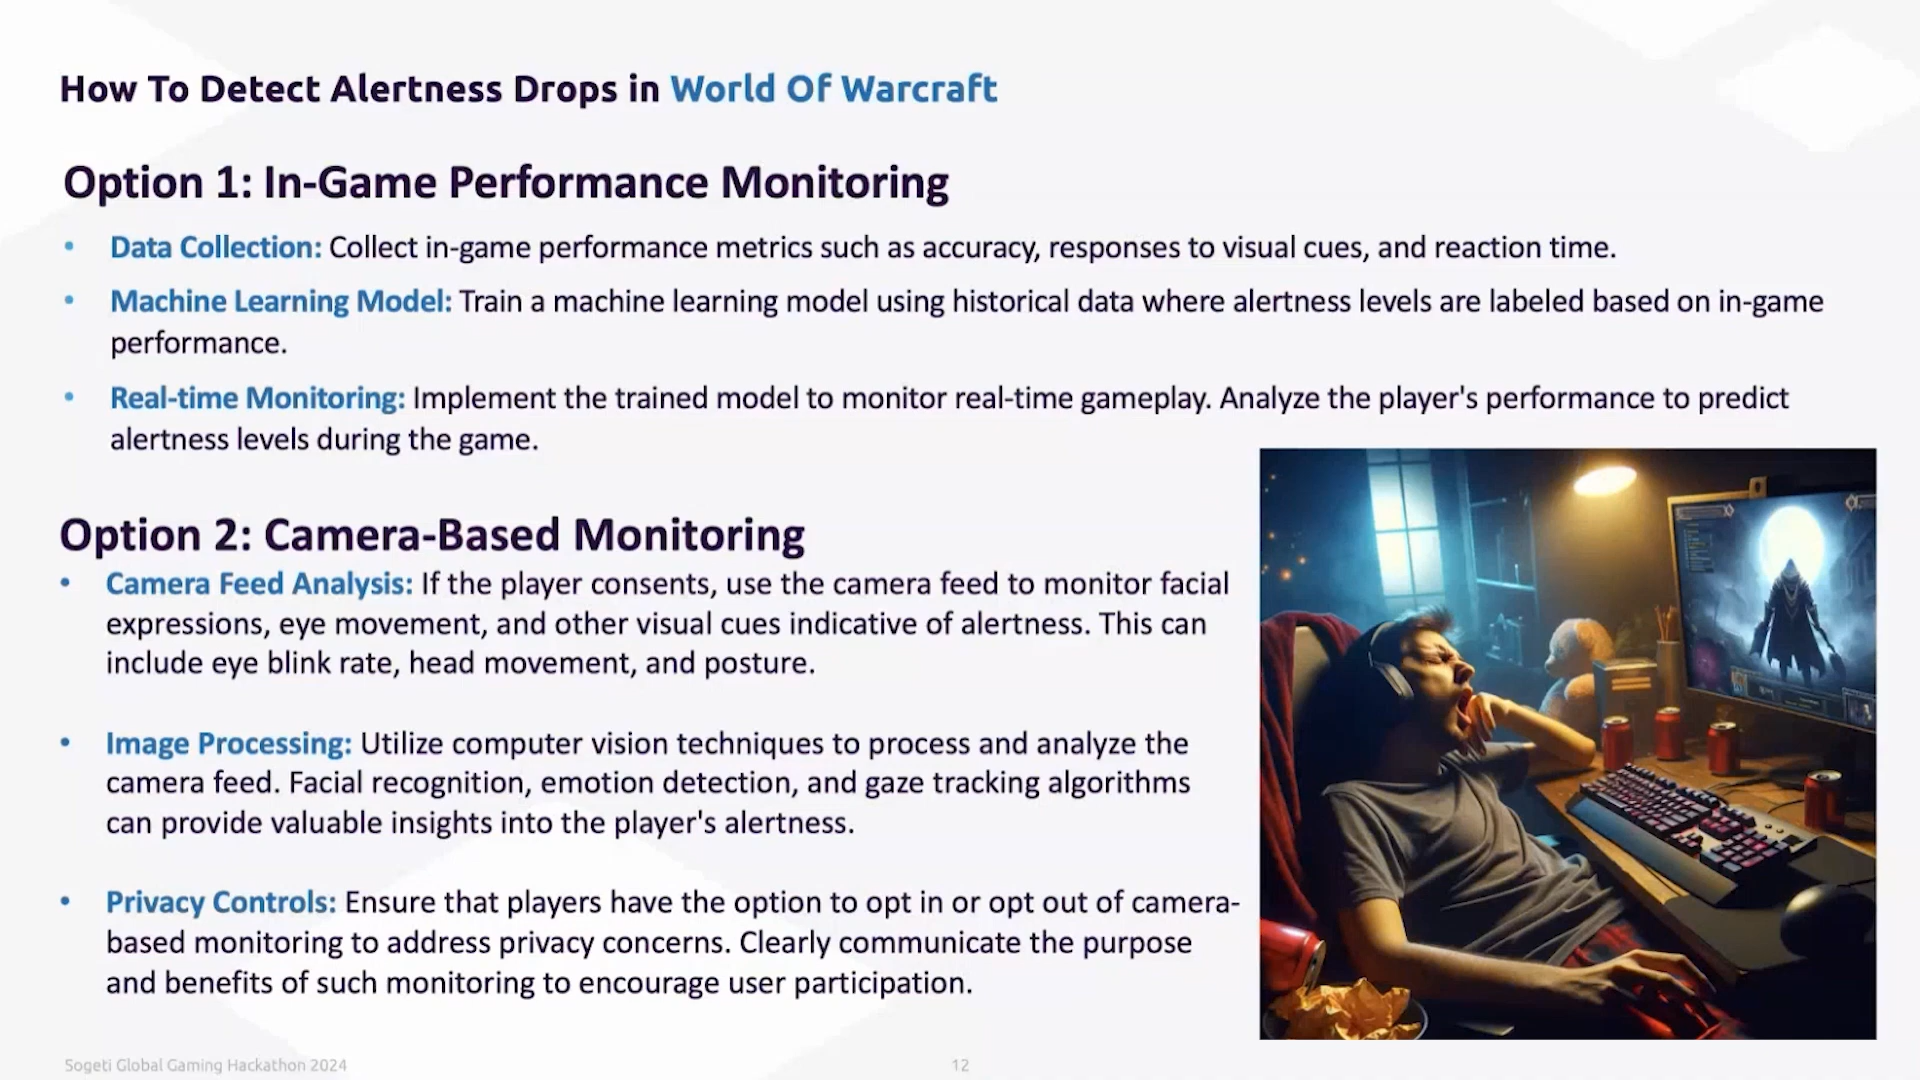 How To Detect Alertness Drops in World Of Warcraft
Option 1: In-Game Performance Monitoring
• Data Collection: Collect in-game performance metrics such as accuracy, responses to visual cues, and reaction time.
• Machine Learning Model: Train a machine learning model using historical data where alertness levels are labeled based on in-game
performance.
• Real-time Monitoring: Implement the trained model to monitor real-time gameplay. Analyze the player's performance to predict
alertness levels during the game.
Option 2: Camera-Based Monitoring
• Camera Feed Analysis: If the player consents, use the camera feed to monitor facial
expressions, eye movement, and other visual cues indicative of alertness. This can
include eye blink rate, head movement, and posture.
• Image Processing: Utilize computer vision techniques to process and analyze the
camera feed. Facial recognition, emotion detection, and gaze tracking algorithms
can provide valuable insights into the player's alertness.
• Privacy Controls: Ensure that players have the option to opt in or opt out of camera-
based monitoring to address privacy concerns. Clearly communicate the purpose
and benefits of such monitoring to encourage user participation.
Sogeti Global Gaming Hackathon 2024
12